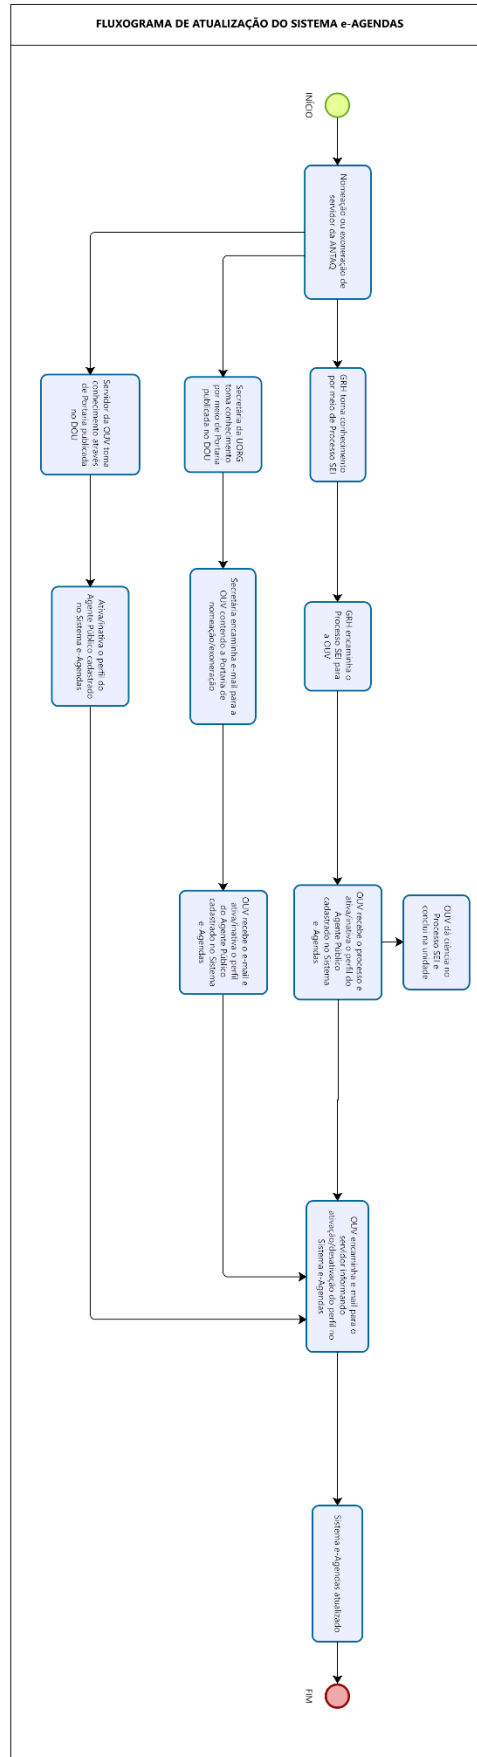 FLUXOGRAMA DE ATUALIZAÇÃO DO SISTEMA e-AGENDAS
INÍCIO
Nomeação ou exoneração de
servidor da ANTAQ
GRH toma conhecimento
por meio de Processo SEI
Secretária da UORG
toma conhecimento
por meio de Portaria
publicada no DOU
Servidor da OUV toma
conhecimento através
de Portaria publicada
no DOU
GRH encaminha o
Processo SEI para
a OUV
Secretária encaminha e-mail para a
OUV contendo a Portaria de
nomeação/exoneração
Ativa/inativa o perfil do
Agente Público cadastrado
no Sistema e-Agendas
OUV dá ciência no
Processo SEI e
conclui na unidade
OUV recebe o processo e
ativa/inativa o perfil do
Agente Público
cadastrado no Sistema
e-Agendas
OUV recebe o e-mail e
ativa/inativa o perfil
do Agente Público
cadastrado no Sistema
e-Agendas
OUV encaminha e-mail para o
servidor informando
ativação/desativação do perfil no
Sistema e-Agendas
Sistema e-Agendas atualizado
FIM